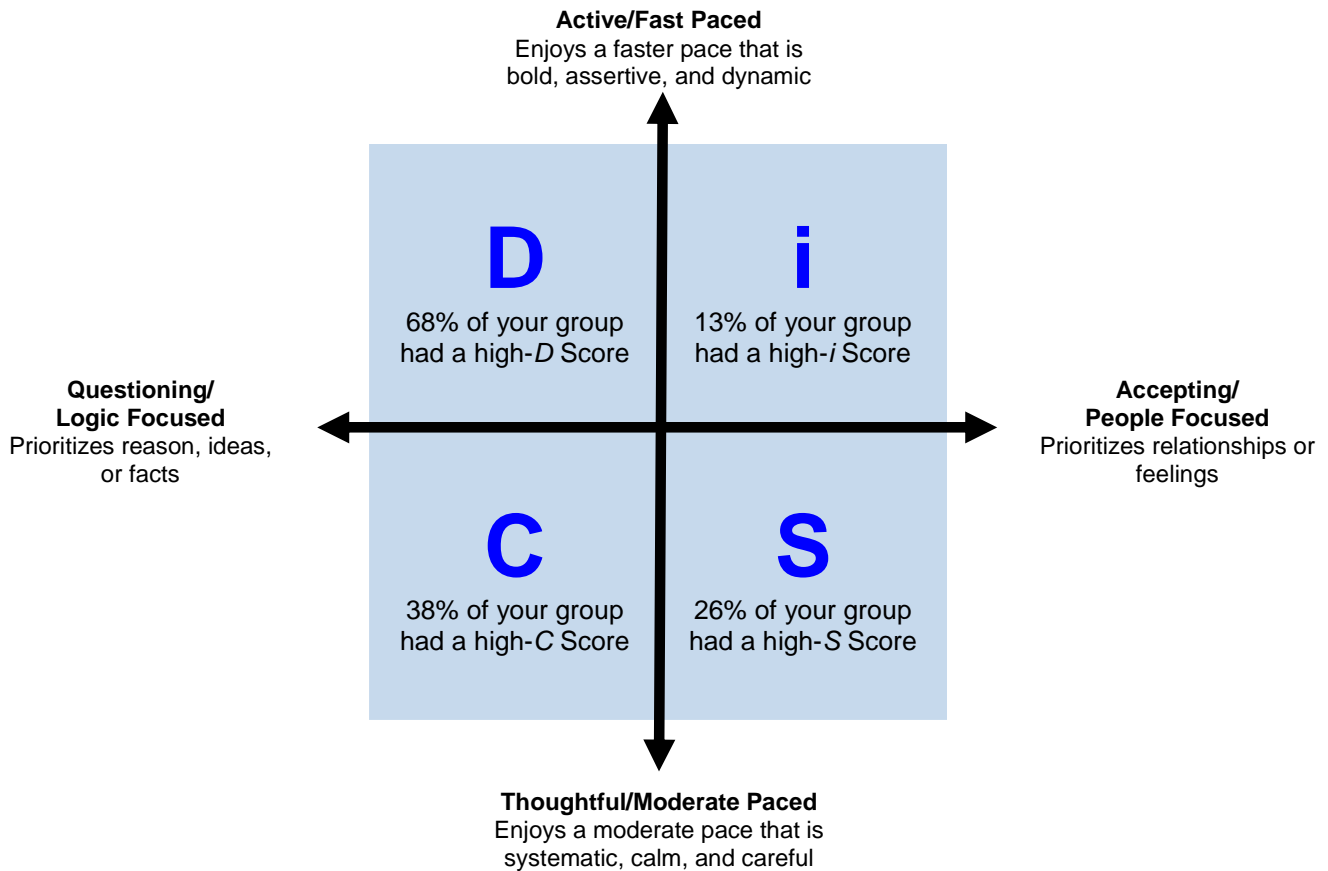 Active/Fast Paced
Enjoys a faster pace that is
bold, assertive, and dynamic
D
68% of your group
had a high-D Score
i
13% of your group
had a high-i Score
Questioning/
Logic Focused
Prioritizes reason, ideas,
or facts
Accepting/
People Focused
Prioritizes relationships or
feelings
C
38% of your group
had a high-C Score
S
26% of your group
had a high-S Score
Thoughtful/Moderate Paced
Enjoys a moderate pace that is
systematic, calm, and careful